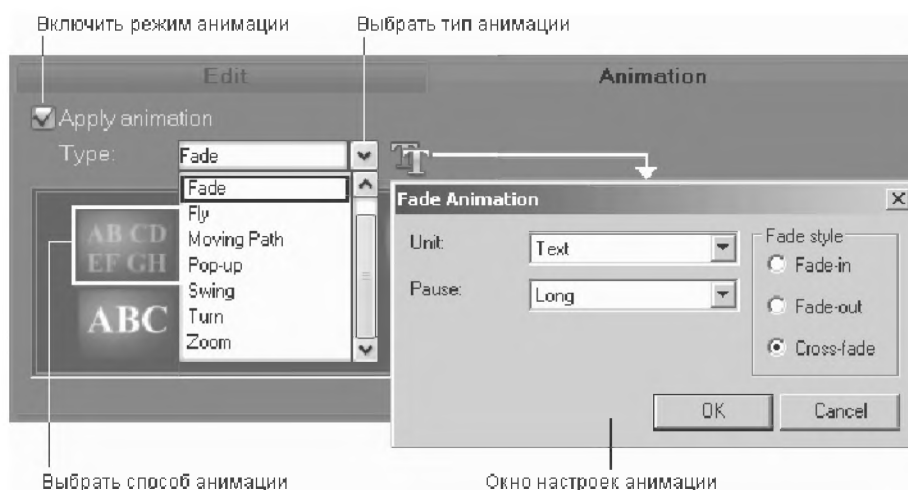 Включить режим анимации
Выбрать тип анимации
Edit
Animation
Apply animation
Type:
Fade
Fade
Fly
Moving Path
Pop-up
Swing
Turn
Zoom
AB CD
EF GH
ABC
TT
Fade Animation
Unit:
Text
Pause:
Long
Fade style
Fade-in
Fade-out
Cross-fade
OK
Cancel
Выбрать способ анимации
Окно настроек анимации